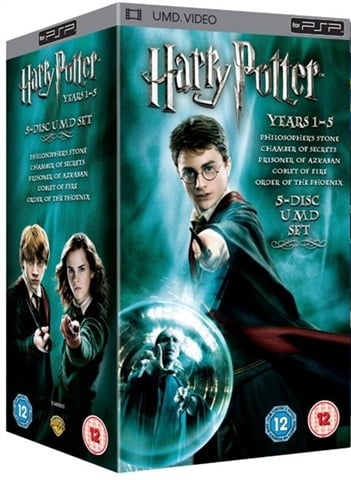 for PSP
HARRY POTTER
YEARS 1-5
5-DISC UMD SET
PHILOSOPHER'S STONE
CHAMBER OF SECRETS
PRISONER OF AZKABAN
GOBLET OF FIRE
ORDER OF THE PHOENIX
12
WB
12
UMD VIDEO
for PSP
HARRY POTTER
YEARS 1-5
PHILOSOPHER'S STONE
CHAMBER OF SECRETS
PRISONER OF AZKABAN
GOBLET OF FIRE
ORDER OF THE PHOENIX
5-DISC
UMD
SET
12
12